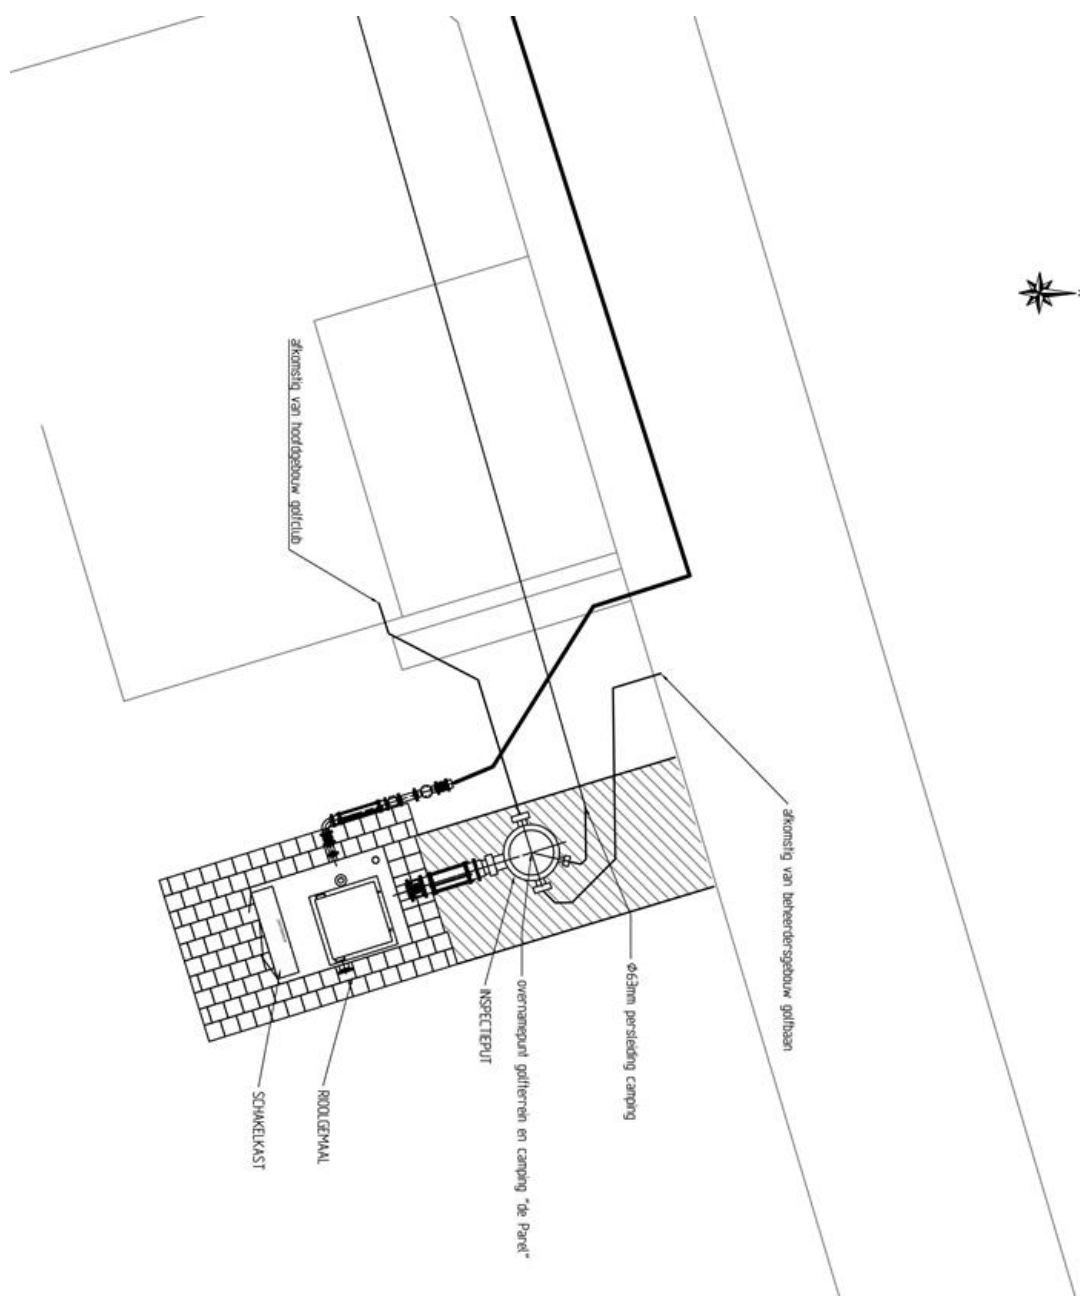 afkomstig van hoofdgebouw golfclub
afkomstig van beheerdersgebouw golfbaan
Ø63mm persleiding camping
overnamepunt golfterrein en camping "de Parel"
INSPECTIEPUT
RIOOLGEMAAL
SCHAKELKAST